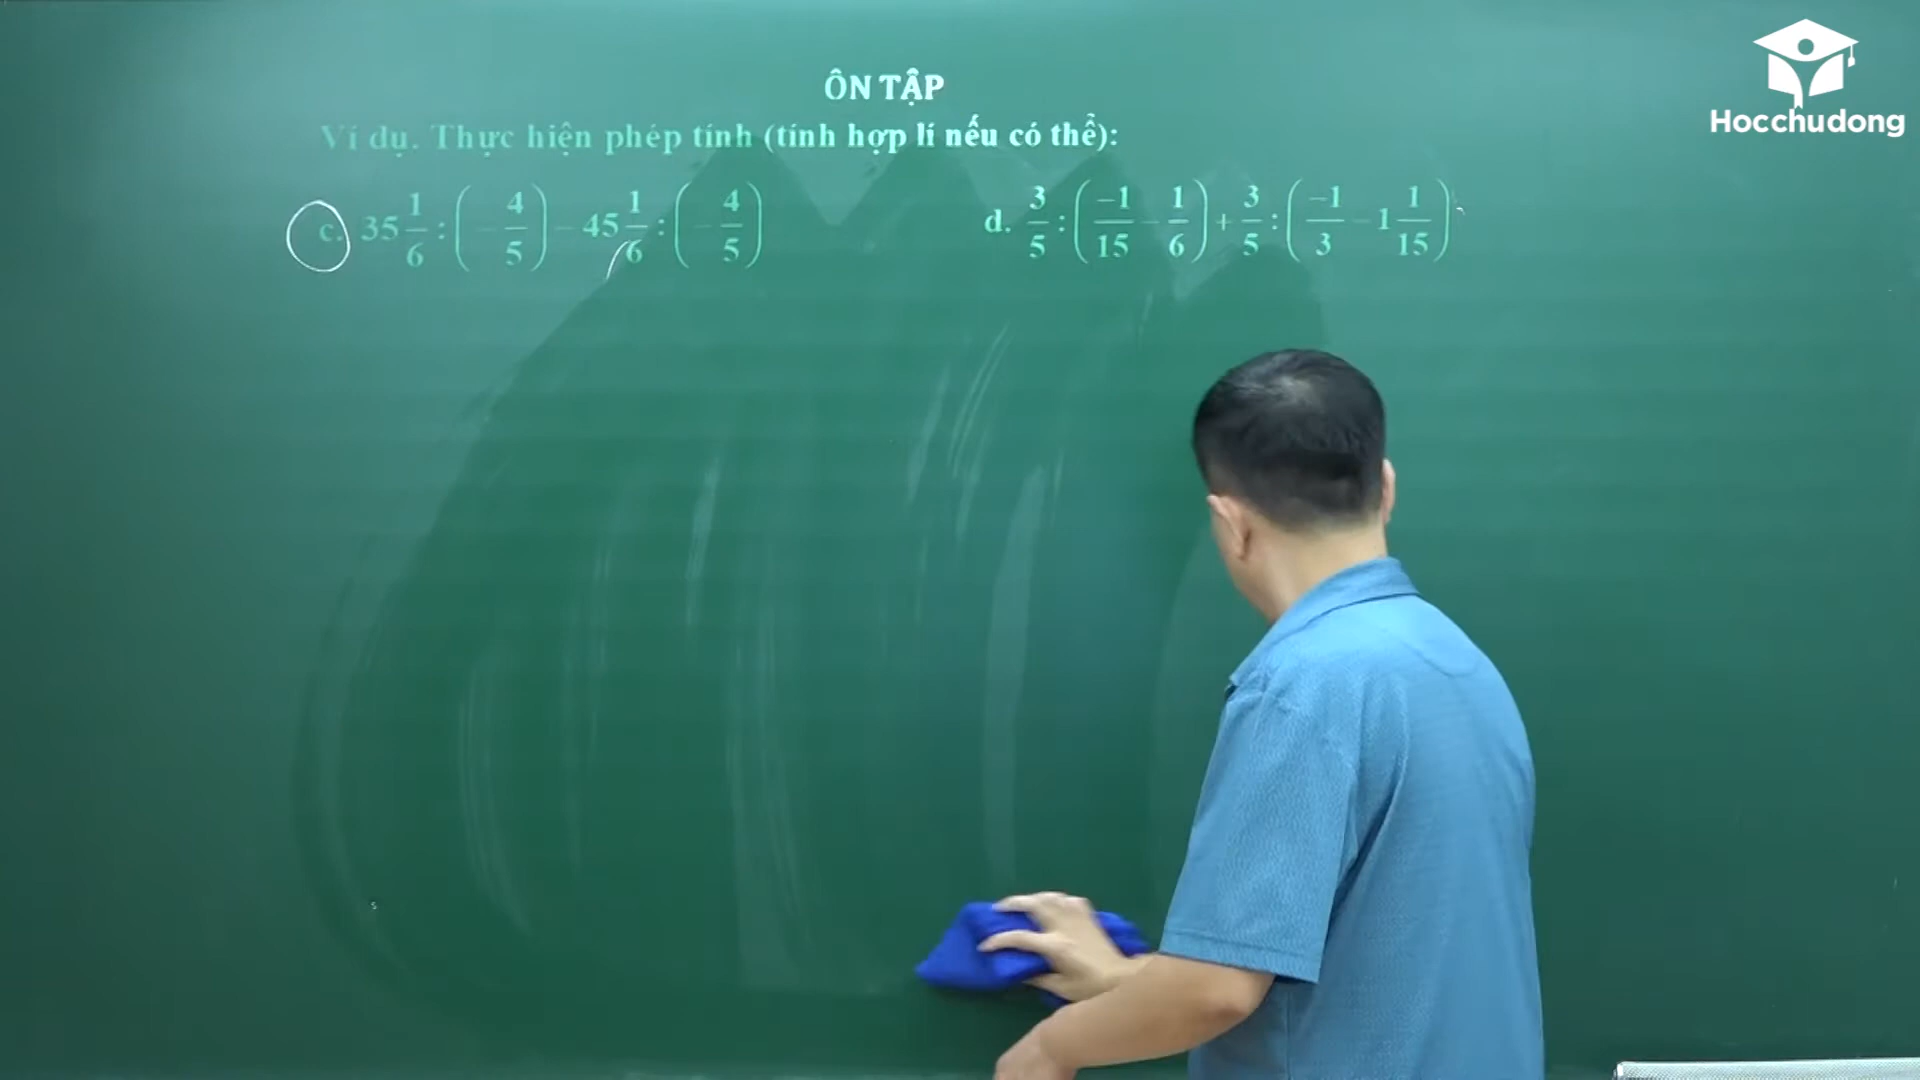 Hocchudong
ÔN TẬP
Ví dụ. Thực hiện phép tính (tính hợp lí nếu có thể):
c. 35 1/6 : (- 4/5) - 45 1/6 : (- 4/5)
d. 3/5 : (-1/15 - 1/6) + 3/5 : (-1/3 - 1 1/15)